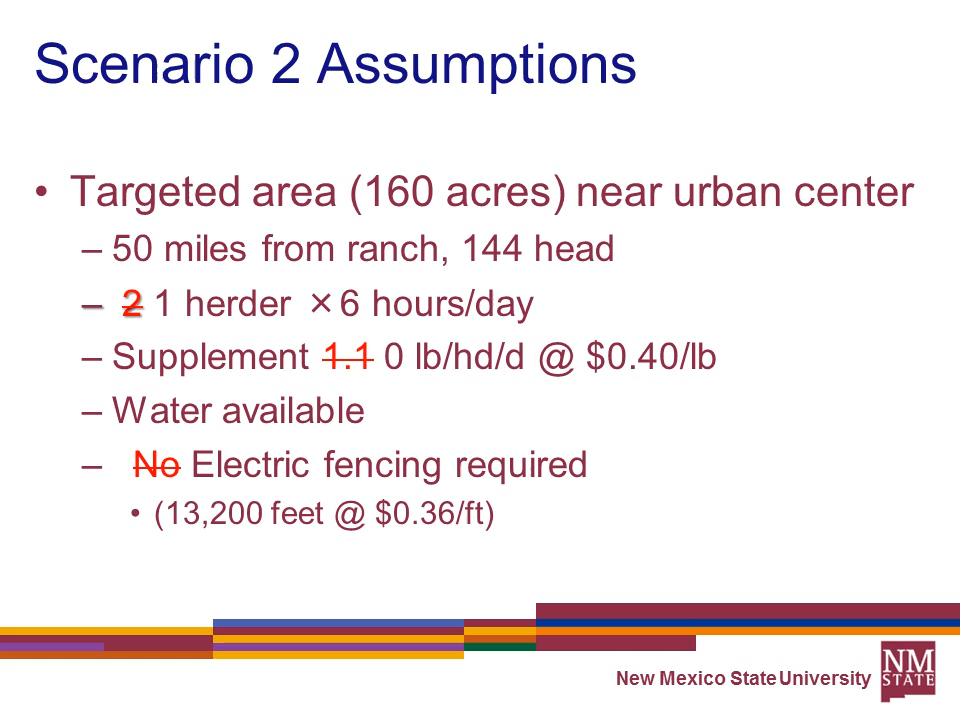 Scenario 2 Assumptions
• Targeted area (160 acres) near urban center
– 50 miles from ranch, 144 head
– 2 1 herder × 6 hours/day
– Supplement 1.1 0 lb/hd/d @ $0.40/lb
– Water available
– No Electric fencing required
• (13,200 feet @ $0.36/ft)
New Mexico State University
NM
STATE